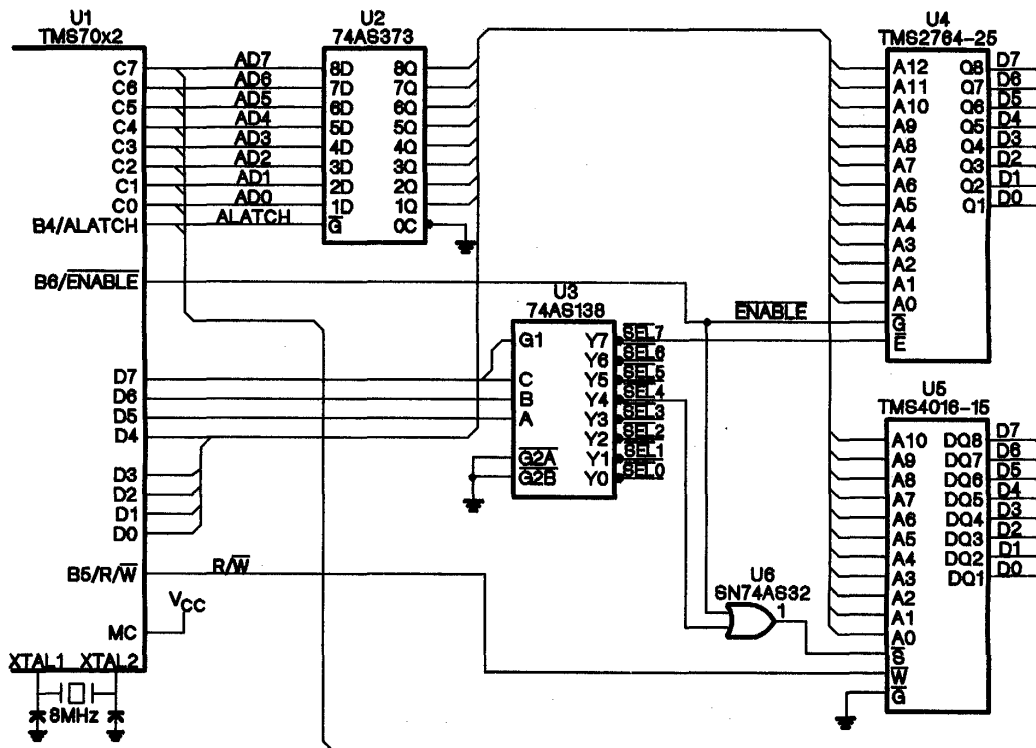 U1
TMS70x2
C7
C6
C5
C4
C3
C2
C1
C0
B4/ALATCH
B6/ENABLE
D7
D6
D5
D4
D3
D2
D1
D0
B5/R/W
MC
XTAL1 XTAL2
8MHz
VCC
AD7
AD6
AD5
AD4
AD3
AD2
AD1
AD0
ALATCH
R/W
U2
74AS373
8D 8Q
7D 7Q
6D 6Q
5D 5Q
4D 4Q
3D 3Q
2D 2Q
1D 1Q
G OC
U3
74AS138
G1 Y7 SEL7
Y6 SEL6
C Y5 SEL5
B Y4 SEL4
A Y3 SEL3
Y2 SEL2
G2A Y1 SEL1
G2B Y0 SEL0
ENABLE
U6
SN74AS32
1
U4
TMS2764-25
A12 Q8 D7
A11 Q7 D6
A10 Q6 D5
A9 Q5 D4
A8 Q4 D3
A7 Q3 D2
A6 Q2 D1
A5 Q1 D0
A4
A3
A2
A1
A0
G
E
U5
TMS4016-15
A10 DQ8 D7
A9 DQ7 D6
A8 DQ6 D5
A7 DQ5 D4
A6 DQ4 D3
A5 DQ3 D2
A4 DQ2 D1
A3 DQ1 D0
A2
A1
A0
S
W
G